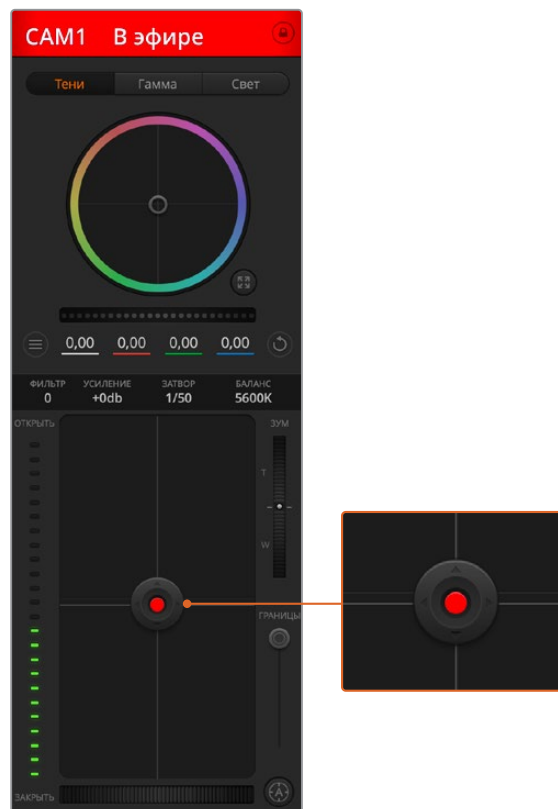 CAM1 В эфире
Тени Гамма Свет
0,00 0,00 0,00 0,00
ФИЛЬТР УСИЛЕНИЕ ЗАТВОР БАЛАНС
0 +0db 1/50 5600K
ОТКРЫТЬ ЗУМ
T
W
ГРАНИЦЫ
ЗАКРЫТЬ A